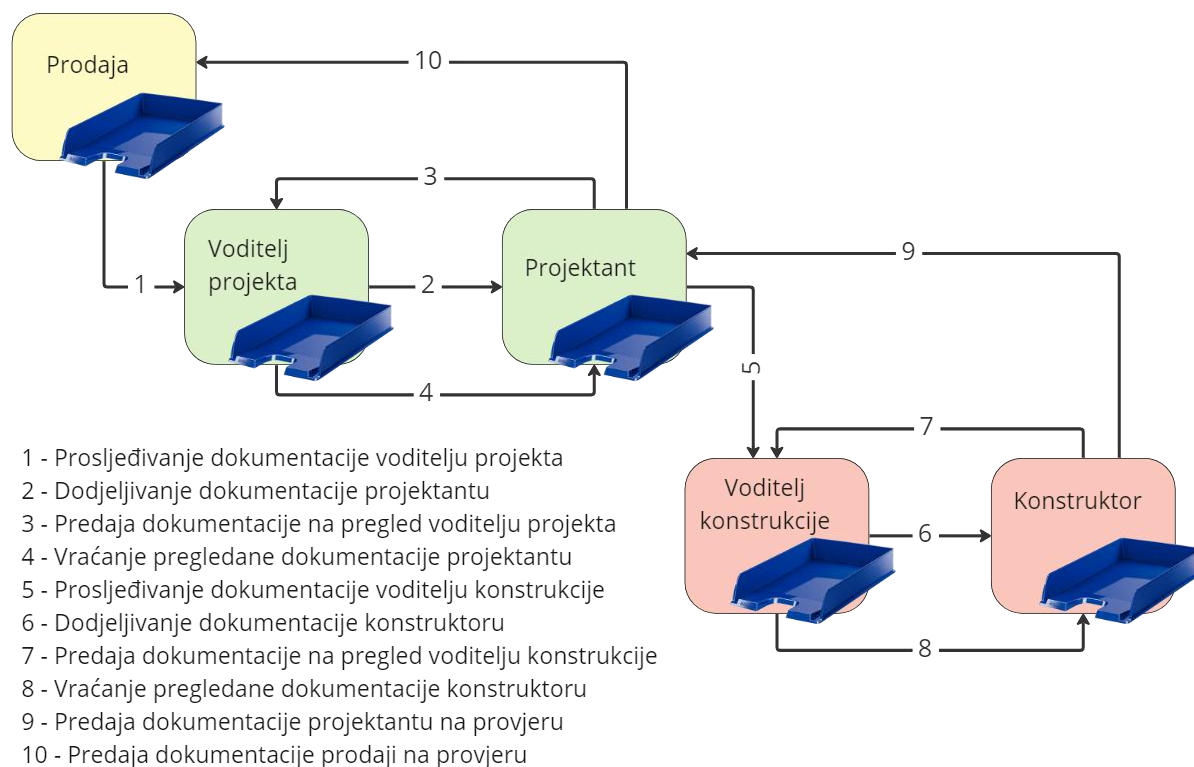 Prodaja
10
3
Voditelj
projekta
Projektant
9
1
2
5
4
7
Voditelj
konstrukcije
Konstruktor
6
8
1 - Prosljeđivanje dokumentacije voditelju projekta
2 - Dodjeljivanje dokumentacije projektantu
3 - Predaja dokumentacije na pregled voditelju projekta
4 - Vraćanje pregledane dokumentacije projektantu
5 - Prosljeđivanje dokumentacije voditelju konstrukcije
6 - Dodjeljivanje dokumentacije konstruktoru
7 - Predaja dokumentacije na pregled voditelju konstrukcije
8 - Vraćanje pregledane dokumentacije konstruktoru
9 - Predaja dokumentacije projektantu na provjeru
10 - Predaja dokumentacije prodaji na provjeru